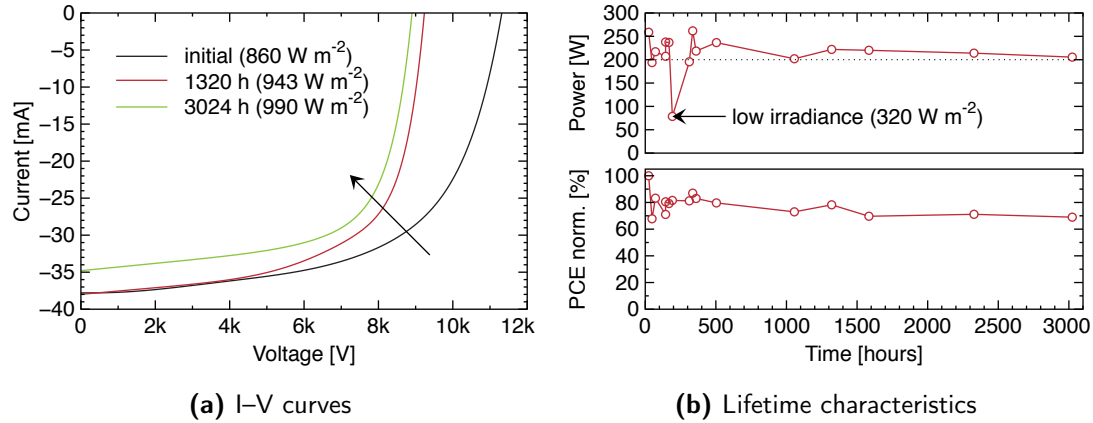 0
−5
−10
−15
−20
−25
−30
−35
−40
Current [mA]
initial (860 W m⁻²)
1320 h (943 W m⁻²)
3024 h (990 W m⁻²)
0 2k 4k 6k 8k 10k 12k
Voltage [V]
(a) I–V curves
300
250
200
150
100
50
0
Power [W]
low irradiance (320 W m⁻²)
100
80
60
40
20
0
PCE norm. [%]
0 500 1000 1500 2000 2500 3000
Time [hours]
(b) Lifetime characteristics